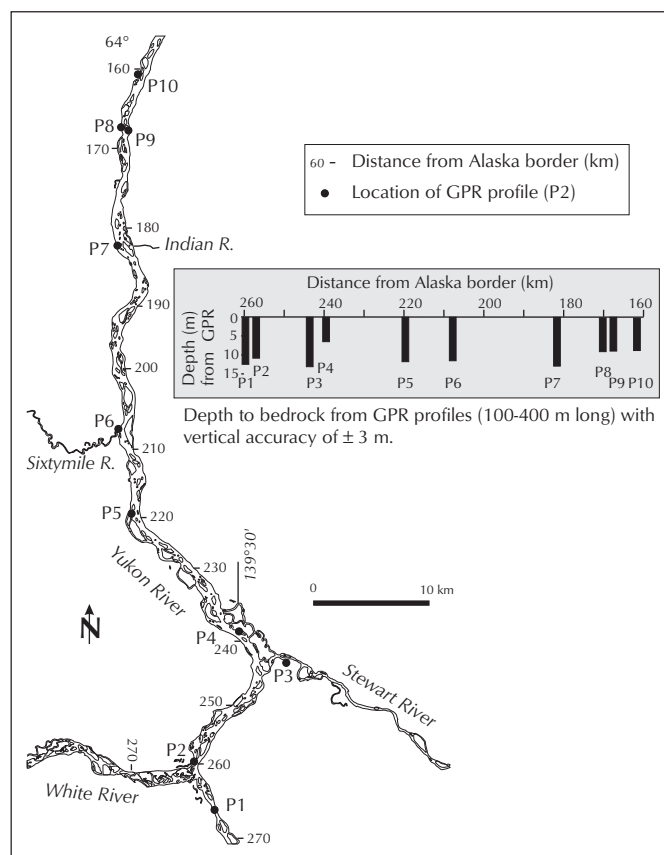 64°
160
P10
P8
P9
170
60 - Distance from Alaska border (km)
● Location of GPR profile (P2)
180
P7
Indian R.
Distance from Alaska border (km)
260 240 220 200 180 160
Depth (m)
from GPR
0
5
10
15
P1 P2 P3 P4 P5 P6 P7 P8 P9 P10
190
200
Depth to bedrock from GPR profiles (100-400 m long) with
vertical accuracy of ± 3 m.
P6
210
Sixtymile R.
P5
220
Yukon River
230
139°30'
0 10 km
N
P4
240
P3
Stewart River
250
P2
270
260
White River
P1
270